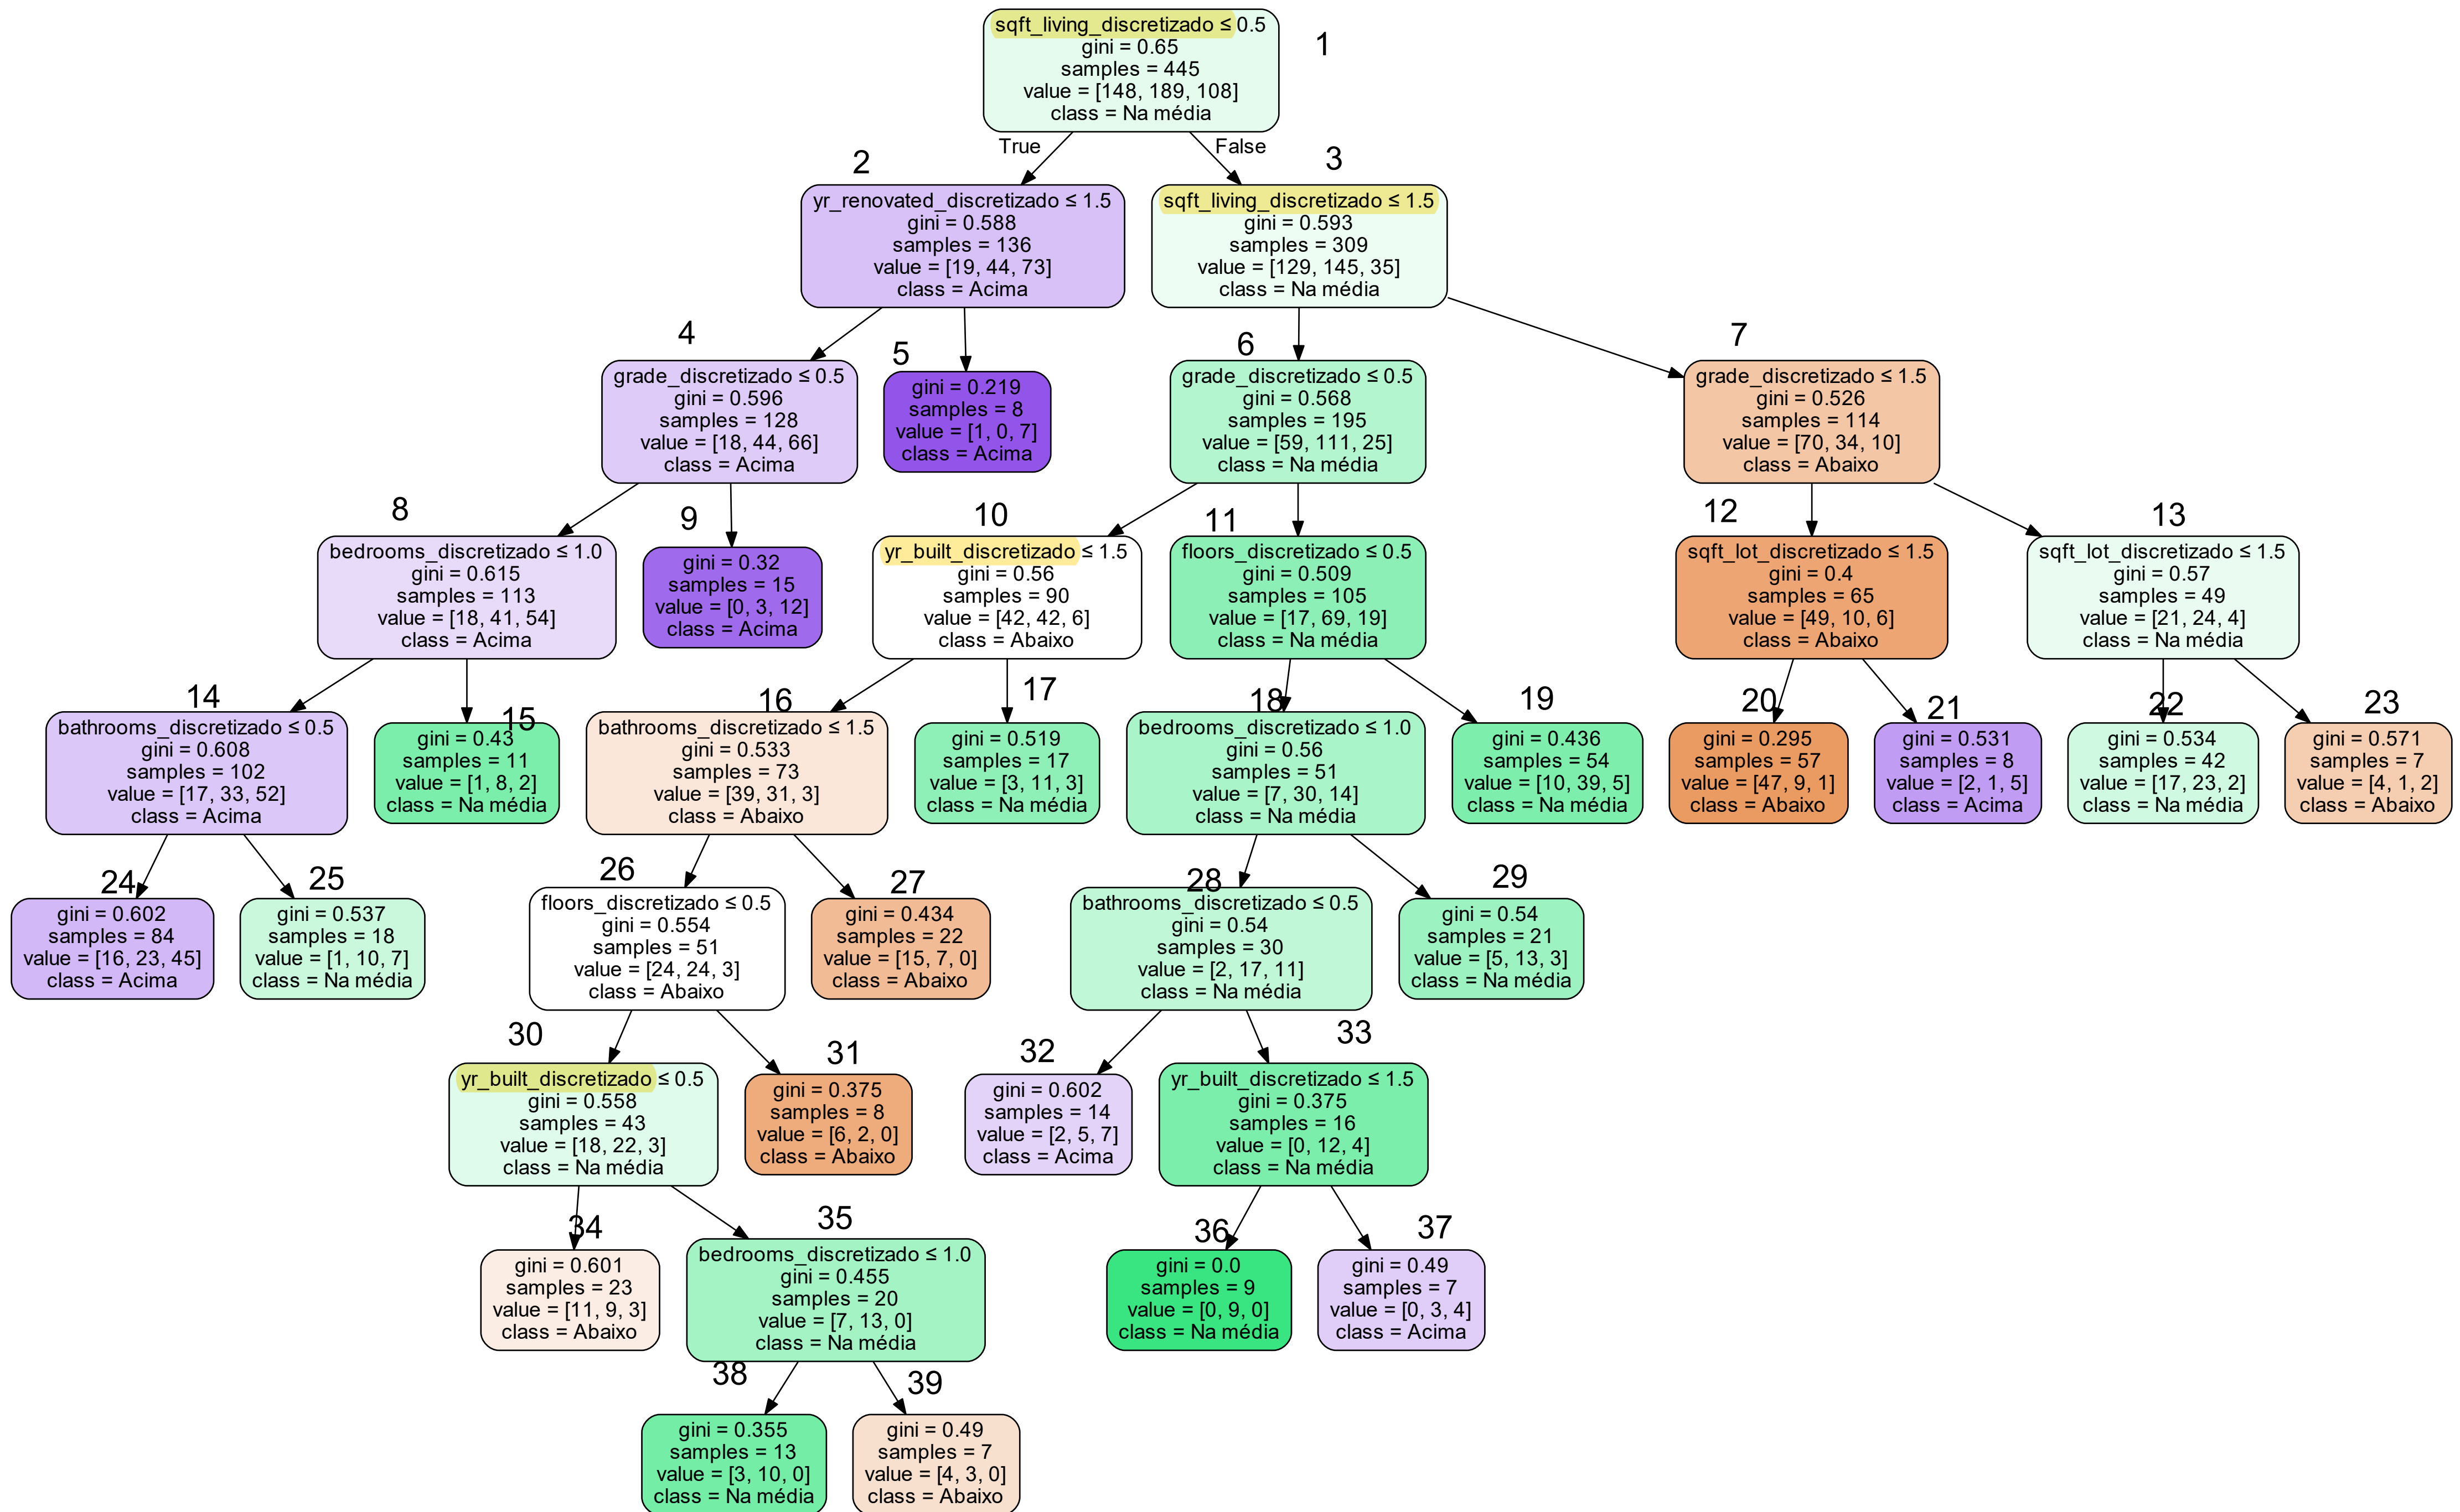 sqft_living_discretizado ≤ 0.5
gini = 0.65
samples = 445
value = [148, 189, 108]
class = Na média
1
True
False
2
yr_renovated_discretizado ≤ 1.5
gini = 0.588
samples = 136
value = [19, 44, 73]
class = Acima
3
sqft_living_discretizado ≤ 1.5
gini = 0.593
samples = 309
value = [129, 145, 35]
class = Na média
4
grade_discretizado ≤ 0.5
gini = 0.596
samples = 128
value = [18, 44, 66]
class = Acima
5
gini = 0.219
samples = 8
value = [1, 0, 7]
class = Acima
6
grade_discretizado ≤ 0.5
gini = 0.568
samples = 195
value = [59, 111, 25]
class = Na média
7
grade_discretizado ≤ 1.5
gini = 0.526
samples = 114
value = [70, 34, 10]
class = Abaixo
8
bedrooms_discretizado ≤ 1.0
gini = 0.615
samples = 113
value = [18, 41, 54]
class = Acima
9
gini = 0.32
samples = 15
value = [0, 3, 12]
class = Acima
10
yr_built_discretizado ≤ 1.5
gini = 0.56
samples = 90
value = [42, 42, 6]
class = Abaixo
11
floors_discretizado ≤ 0.5
gini = 0.509
samples = 105
value = [17, 69, 19]
class = Na média
12
sqft_lot_discretizado ≤ 1.5
gini = 0.4
samples = 65
value = [49, 10, 6]
class = Abaixo
13
sqft_lot_discretizado ≤ 1.5
gini = 0.57
samples = 49
value = [21, 24, 4]
class = Na média
14
bathrooms_discretizado ≤ 0.5
gini = 0.608
samples = 102
value = [17, 33, 52]
class = Acima
15
gini = 0.43
samples = 11
value = [1, 8, 2]
class = Na média
16
bathrooms_discretizado ≤ 1.5
gini = 0.533
samples = 73
value = [39, 31, 3]
class = Abaixo
17
gini = 0.519
samples = 17
value = [3, 11, 3]
class = Na média
18
bedrooms_discretizado ≤ 1.0
gini = 0.56
samples = 51
value = [7, 30, 14]
class = Na média
19
gini = 0.436
samples = 54
value = [10, 39, 5]
class = Na média
20
gini = 0.295
samples = 57
value = [47, 9, 1]
class = Abaixo
21
gini = 0.531
samples = 8
value = [2, 1, 5]
class = Acima
22
gini = 0.534
samples = 42
value = [17, 23, 2]
class = Na média
23
gini = 0.571
samples = 7
value = [4, 1, 2]
class = Abaixo
24
gini = 0.602
samples = 84
value = [16, 23, 45]
class = Acima
25
gini = 0.537
samples = 18
value = [1, 10, 7]
class = Na média
26
floors_discretizado ≤ 0.5
gini = 0.554
samples = 51
value = [24, 24, 3]
class = Abaixo
27
gini = 0.434
samples = 22
value = [15, 7, 0]
class = Abaixo
28
bathrooms_discretizado ≤ 0.5
gini = 0.54
samples = 30
value = [2, 17, 11]
class = Na média
29
gini = 0.54
samples = 21
value = [5, 13, 3]
class = Na média
30
yr_built_discretizado ≤ 0.5
gini = 0.558
samples = 43
value = [18, 22, 3]
class = Na média
31
gini = 0.375
samples = 8
value = [6, 2, 0]
class = Abaixo
32
gini = 0.602
samples = 14
value = [2, 5, 7]
class = Acima
33
yr_built_discretizado ≤ 1.5
gini = 0.375
samples = 16
value = [0, 12, 4]
class = Na média
34
gini = 0.601
samples = 23
value = [11, 9, 3]
class = Abaixo
35
bedrooms_discretizado ≤ 1.0
gini = 0.455
samples = 20
value = [7, 13, 0]
class = Na média
36
gini = 0.0
samples = 9
value = [0, 9, 0]
class = Na média
37
gini = 0.49
samples = 7
value = [0, 3, 4]
class = Acima
38
gini = 0.355
samples = 13
value = [3, 10, 0]
class = Na média
39
gini = 0.49
samples = 7
value = [4, 3, 0]
class = Abaixo